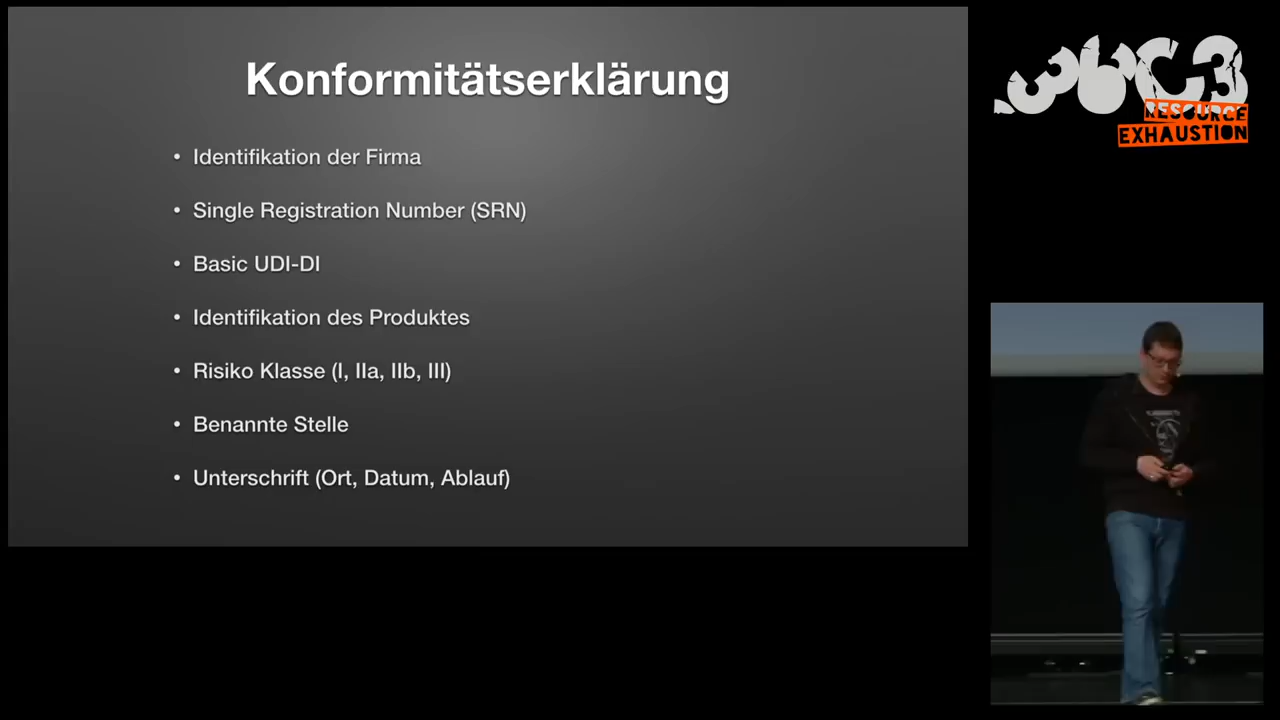 Konformitätserklärung
• Identifikation der Firma
• Single Registration Number (SRN)
• Basic UDI-DI
• Identifikation des Produktes
• Risiko Klasse (I, IIa, IIb, III)
• Benannte Stelle
• Unterschrift (Ort, Datum, Ablauf)
36C3
RESOURCE
EXHAUSTION